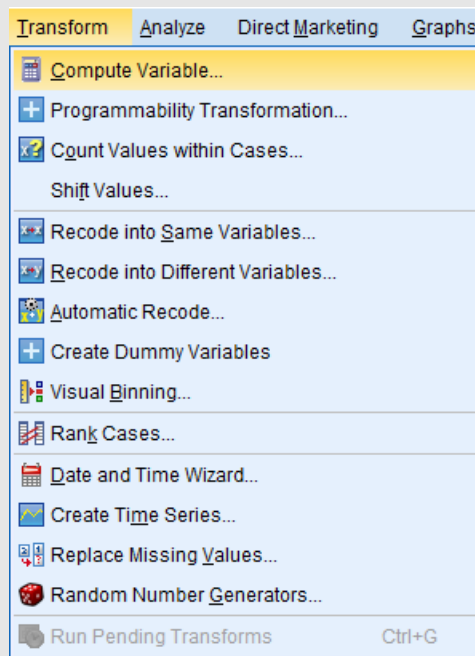 Transform Analyze Direct Marketing Graphs
Compute Variable...
Programmability Transformation...
Count Values within Cases...
Shift Values...
Recode into Same Variables...
Recode into Different Variables...
Automatic Recode...
Create Dummy Variables
Visual Binning...
Rank Cases...
Date and Time Wizard...
Create Time Series...
Replace Missing Values...
Random Number Generators...
Run Pending Transforms Ctrl+G